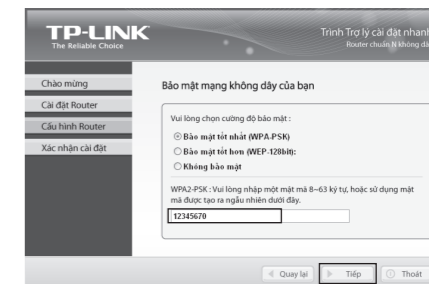 TP-LINK
The Reliable Choice
Trình Trợ lý cài đặt nhanh
Router chuẩn N không dâ
Chào mừng
Cài đặt Router
Cấu hình Router
Xác nhận cài đặt
Bảo mật mạng không dây của bạn
Vui lòng chọn cường độ bảo mật :
Bảo mật tốt nhất (WPA-PSK)
Bảo mật tốt hơn (WEP-128bit):
Không bảo mật
WPA2-PSK : Vui lòng nhập một mật mã 8~63 ký tự, hoặc sử dụng mật
mã được tạo ra ngẫu nhiên dưới đây.
12345670
Quay lại
Tiếp
Thoát